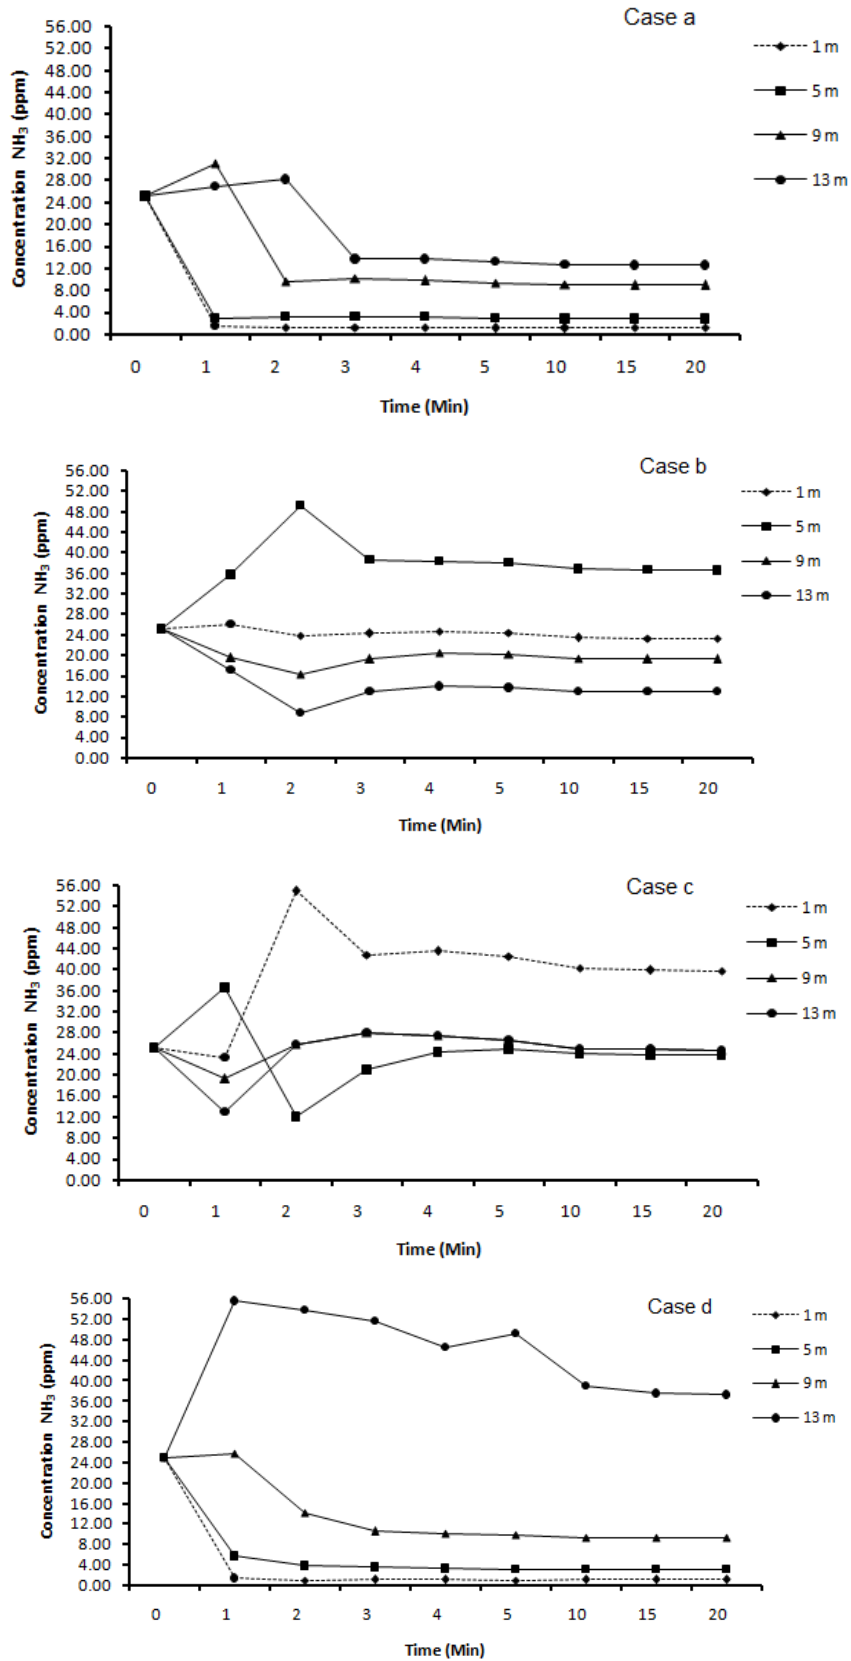 Case a
56.00
52.00
48.00
44.00
40.00
36.00
32.00
28.00
24.00
20.00
16.00
12.00
8.00
4.00
0.00
Concentration NH₃ (ppm)
0 1 2 3 4 5 10 15 20
Time (Min)
1 m
5 m
9 m
13 m
Case b
56.00
52.00
48.00
44.00
40.00
36.00
32.00
28.00
24.00
20.00
16.00
12.00
8.00
4.00
0.00
Concentration NH₃ (ppm)
0 1 2 3 4 5 10 15 20
Time (Min)
1 m
5 m
9 m
13 m
Case c
56.00
52.00
48.00
44.00
40.00
36.00
32.00
28.00
24.00
20.00
16.00
12.00
8.00
4.00
0.00
Concentration NH₃ (ppm)
0 1 2 3 4 5 10 15 20
Time (Min)
1 m
5 m
9 m
13 m
Case d
56.00
52.00
48.00
44.00
40.00
36.00
32.00
28.00
24.00
20.00
16.00
12.00
8.00
4.00
0.00
Concentration NH₃ (ppm)
0 1 2 3 4 5 10 15 20
Time (Min)
1 m
5 m
9 m
13 m